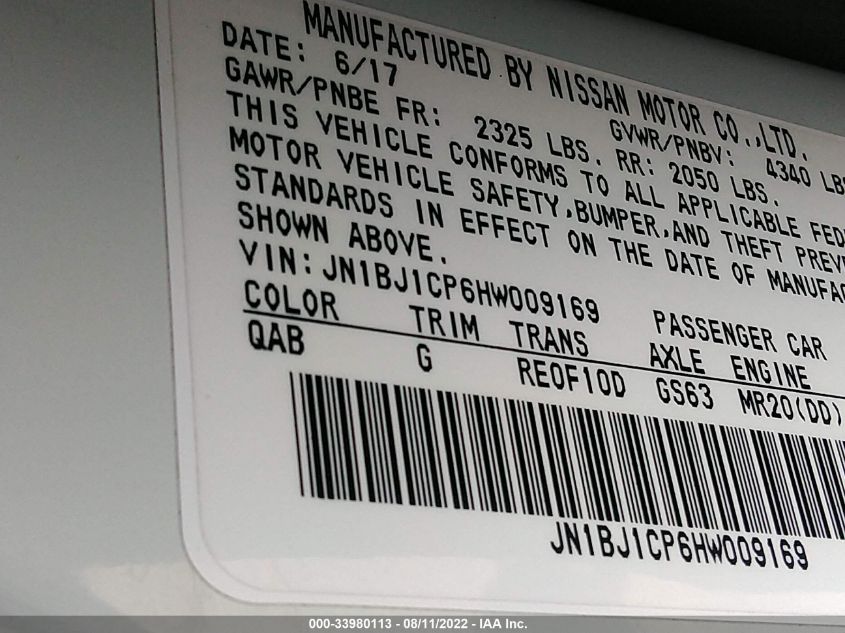 MANUFACTURED BY NISSAN MOTOR CO.,LTD.
DATE: 6/17 GVWR/PNBV: 4340 LBS
GAWR/PNBE FR: 2325 LBS. RR: 2050 LBS.
THIS VEHICLE CONFORMS TO ALL APPLICABLE
MOTOR VEHICLE SAFETY,BUMPER,AND THEFT
STANDARDS IN EFFECT ON THE DATE OF
SHOWN ABOVE.
VIN: JN1BJ1CP6HW009169 PASSENGER CAR
COLOR TRIM TRANS AXLE ENGINE
QAB G RE0F10D GS63 MR20(DD)
JN1BJ1CP6HW009169
000-33980113 - 08/11/2022 - IAA Inc.